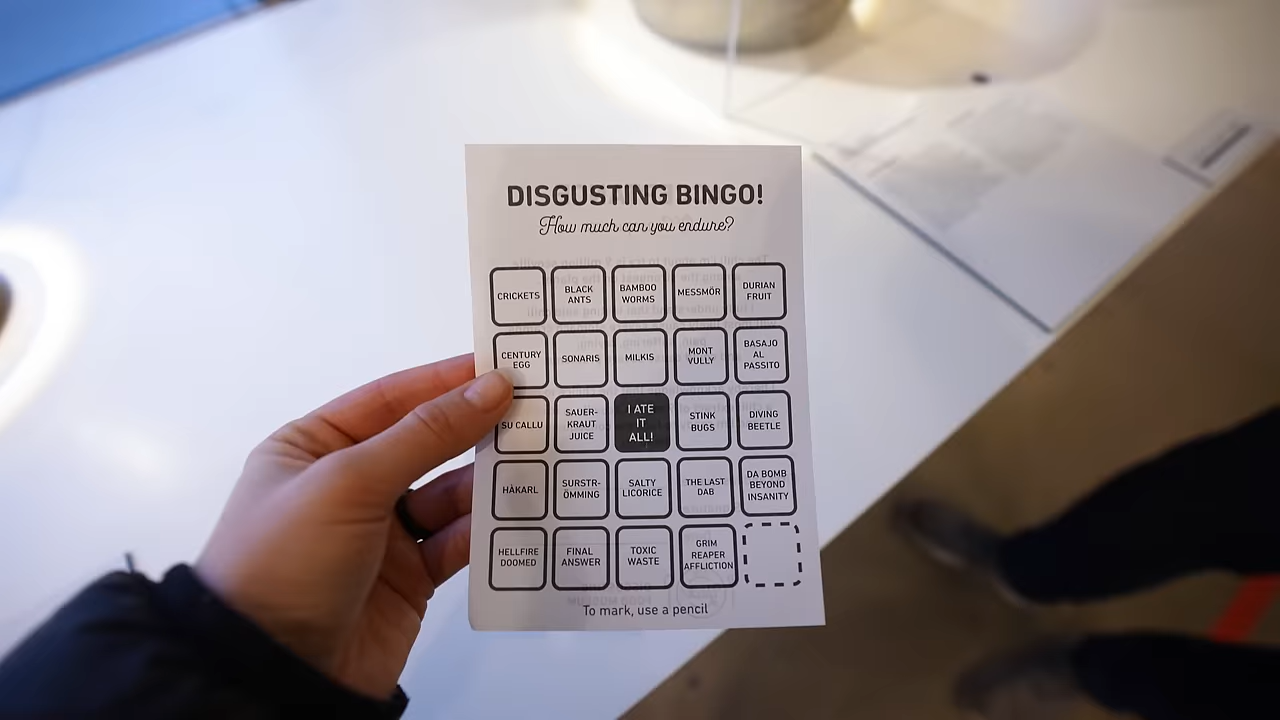 DISGUSTING BINGO!
How much can you endure?
CRICKETS
BLACK
ANTS
BAMBOO
WORMS
MESSMÖR
DURIAN
FRUIT
CENTURY
EGG
SONARIS
MILKIS
MONT
VULLY
BASAJO
AL
PASSITO
SU CALLU
SAUER-
KRAUT
JUICE
I ATE
IT
ALL!
STINK
BUGS
DIVING
BEETLE
HÁKARL
SURSTR-
ÖMMING
SALTY
LICORICE
THE LAST
DAB
DA BOMB
BEYOND
INSANITY
HELLFIRE
DOOMED
FINAL
ANSWER
TOXIC
WASTE
GRIM
REAPER
AFFLICTION
To mark, use a pencil